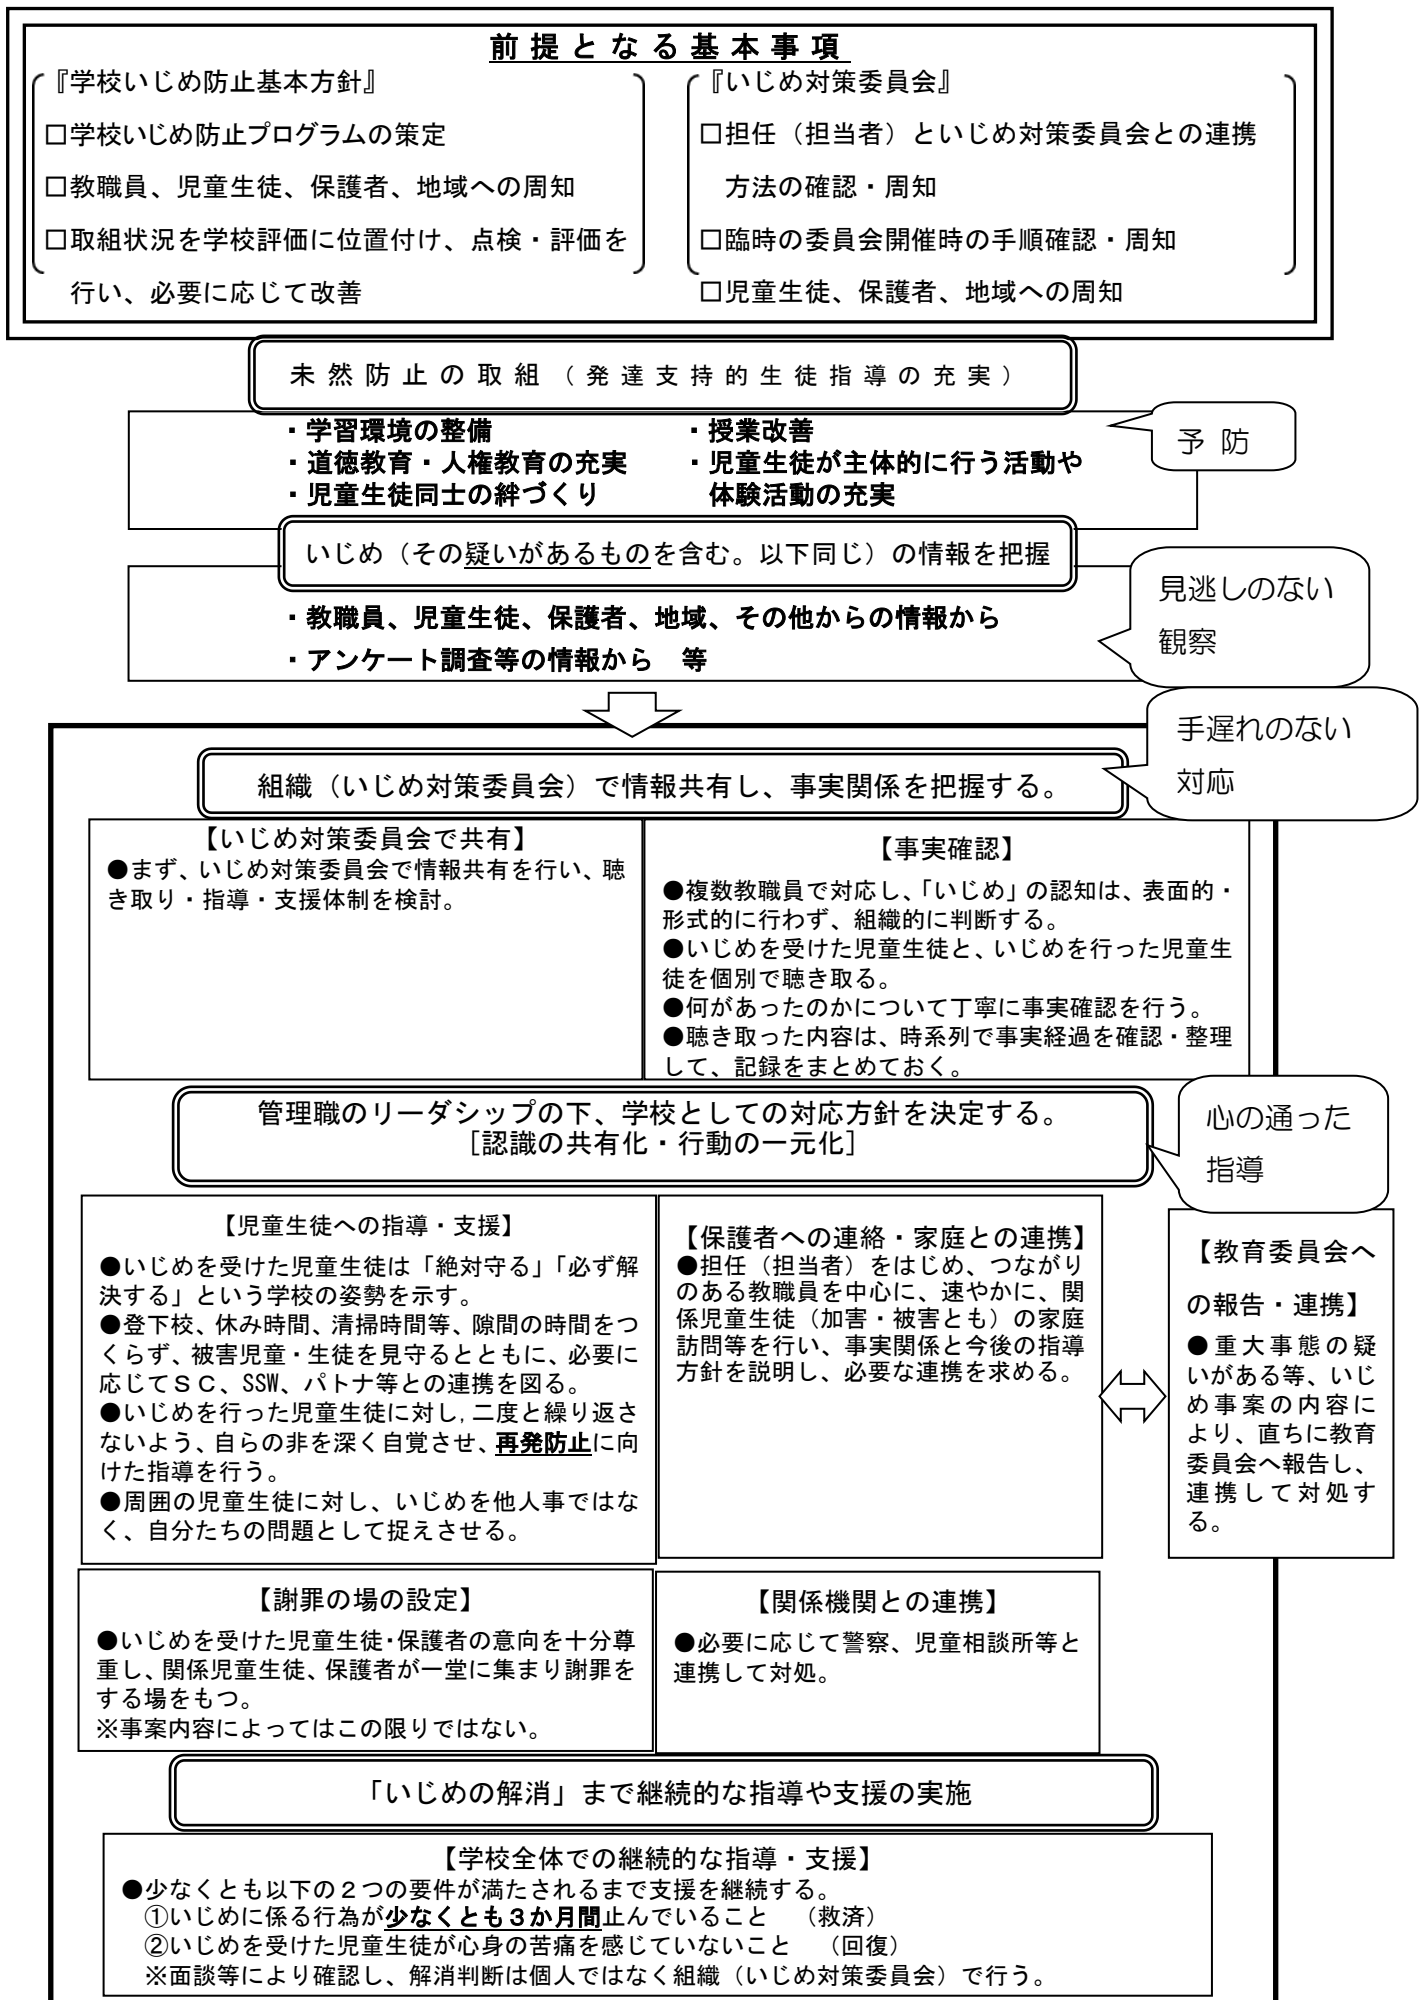 前提となる基本事項
『学校いじめ防止基本方針』
□学校いじめ防止プログラムの策定
□教職員、児童生徒、保護者、地域への周知
□取組状況を学校評価に位置付け、点検・評価を
行い、必要に応じて改善
『いじめ対策委員会』
□担任（担当者）といじめ対策委員会との連携
方法の確認・周知
□臨時の委員会開催時の手順確認・周知
□児童生徒、保護者、地域への周知
未然防止の取組（発達支持的生徒指導の充実）
・学習環境の整備
・道徳教育・人権教育の充実
・児童生徒同士の絆づくり
・授業改善
・児童生徒が主体的に行う活動や
体験活動の充実
予 防
いじめ（その疑いがあるものを含む。以下同じ）の情報を把握
・教職員、児童生徒、保護者、地域、その他からの情報から
・アンケート調査等の情報から　等
見逃しのない
観察
手遅れのない
対応
組織（いじめ対策委員会）で情報共有し、事実関係を把握する。
【いじめ対策委員会で共有】
●まず、いじめ対策委員会で情報共有を行い、聴
き取り・指導・支援体制を検討。
【事実確認】
●複数教職員で対応し、「いじめ」の認知は、表面的・
形式的に行わず、組織的に判断する。
●いじめを受けた児童生徒と、いじめを行った児童生
徒を個別で聴き取る。
●何があったのかについて丁寧に事実確認を行う。
●聴き取った内容は、時系列で事実経過を確認・整理
して、記録をまとめておく。
管理職のリーダシップの下、学校としての対応方針を決定する。
［認識の共有化・行動の一元化］
心の通った
指導
【児童生徒への指導・支援】
●いじめを受けた児童生徒は「絶対守る」「必ず解
決する」という学校の姿勢を示す。
●登下校、休み時間、清掃時間等、隙間の時間をつ
くらず、被害児童・生徒を見守るとともに、必要に
応じてＳＣ、SSW、パトナ等との連携を図る。
●いじめを行った児童生徒に対し,二度と繰り返さ
ないよう、自らの非を深く自覚させ、再発防止に向
けた指導を行う。
●周囲の児童生徒に対し、いじめを他人事ではな
く、自分たちの問題として捉えさせる。
【保護者への連絡・家庭との連携】
●担任（担当者）をはじめ、つながり
のある教職員を中心に、速やかに、関
係児童生徒（加害・被害とも）の家庭
訪問等を行い、事実関係と今後の指導
方針を説明し、必要な連携を求める。
【教育委員会へ
の報告・連携】
●重大事態の疑
いがある等、いじ
め事案の内容に
より、直ちに教育
委員会へ報告し、
連携して対処す
る。
【謝罪の場の設定】
●いじめを受けた児童生徒・保護者の意向を十分尊
重し、関係児童生徒、保護者が一堂に集まり謝罪を
する場をもつ。
※事案内容によってはこの限りではない。
【関係機関との連携】
●必要に応じて警察、児童相談所等と
連携して対処。
「いじめの解消」まで継続的な指導や支援の実施
【学校全体での継続的な指導・支援】
●少なくとも以下の２つの要件が満たされるまで支援を継続する。
①いじめに係る行為が少なくとも３か月間止んでいること　（救済）
②いじめを受けた児童生徒が心身の苦痛を感じていないこと　（回復）
※面談等により確認し、解消判断は個人ではなく組織（いじめ対策委員会）で行う。